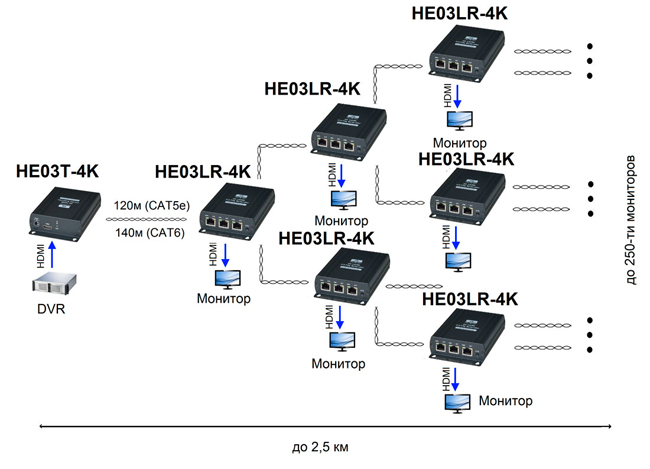 HE03LR-4K
HDMI
Монитор
HE03LR-4K
HDMI
Монитор
HE03T-4K
HDMI
DVR
120м (CAT5e)
140м (CAT6)
HE03LR-4K
HDMI
Монитор
HE03LR-4K
HDMI
HE03LR-4K
HDMI
Монитор
HE03LR-4K
HDMI
Монитор
до 250-ти мониторов
до 2,5 км